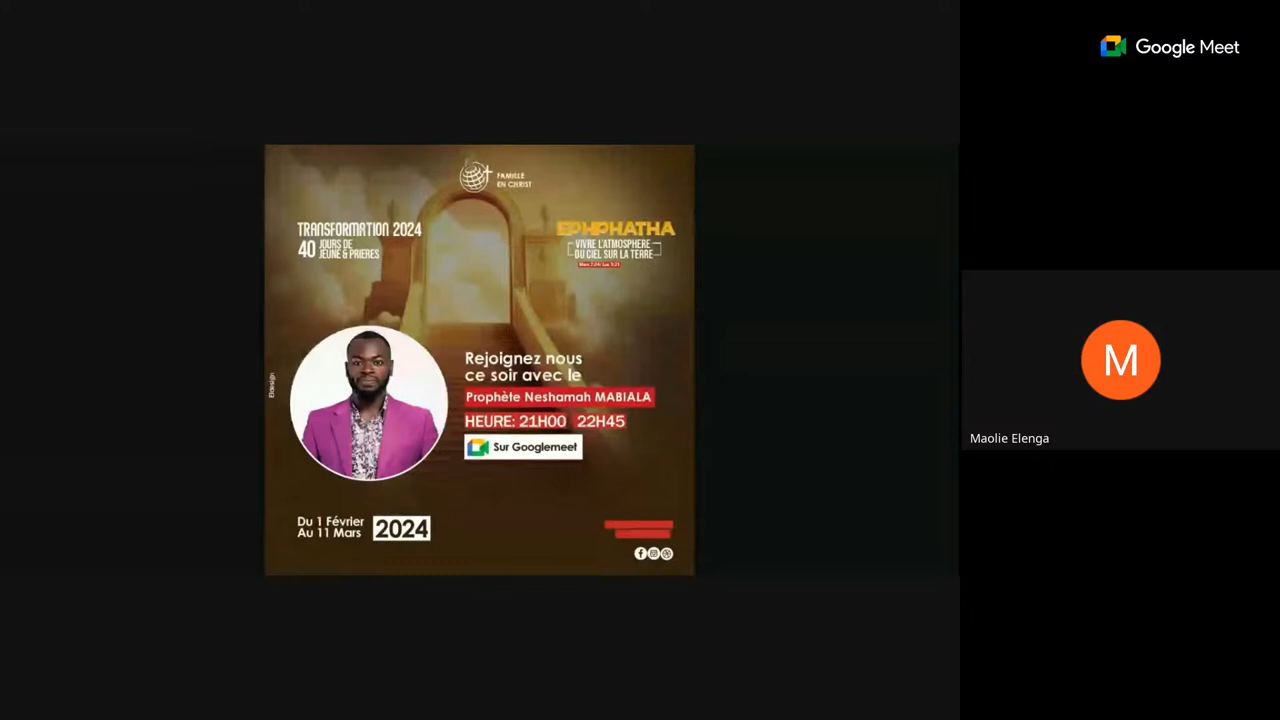 Google Meet
FAMILLE
EN CHRIST
TRANSFORMATION 2024
40 JOURS DE
JEÛNE & PRIERES
EPHPHATHA
VIVRE L'ATMOSPHERE
DU CIEL SUR LA TERRE
Rejoignez nous
ce soir avec le
Prophète Neshamah MABIALA
HEURE: 21H00 22H45
Sur Googlemeet
Du 1 Février
Au 11 Mars 2024
M
Maolie Elenga